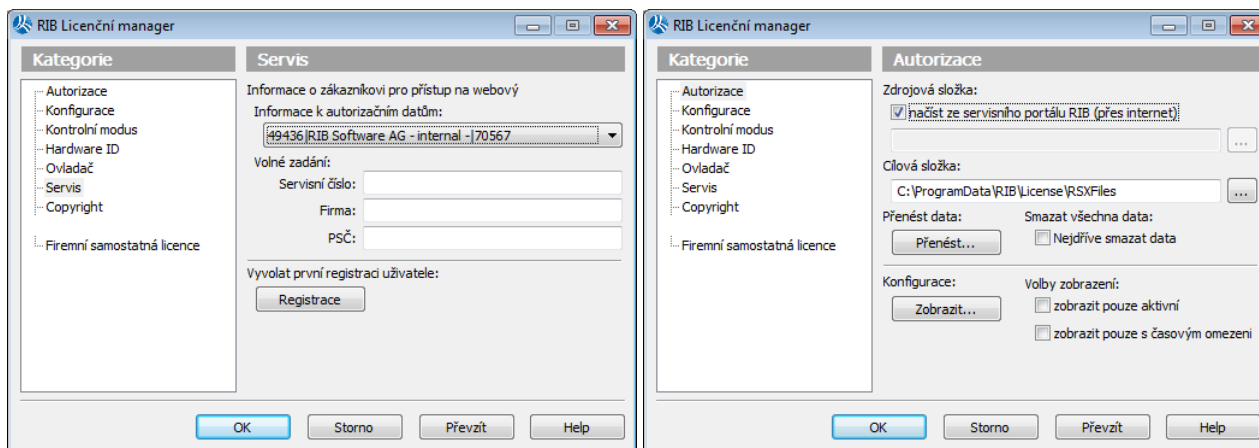 RIB Licenční manager
Kategorie
Autorizace
Konfigurace
Kontrolní modus
Hardware ID
Ovladač
Servis
Copyright
Firemní samostatná licence
Servis
Informace o zákazníkovi pro přístup na webový
Informace k autorizačním datům:
49436|RIB Software AG - internal -|70567
Volné zadání:
Servisní číslo:
Firma:
PSČ:
Vyvolat první registraci uživatele:
Registrace
OK Storno Převzít Help
RIB Licenční manager
Kategorie
Autorizace
Konfigurace
Kontrolní modus
Hardware ID
Ovladač
Servis
Copyright
Firemní samostatná licence
Autorizace
Zdrojová složka:
načíst ze servisního portálu RIB (přes internet)
...
Cílová složka:
C:\ProgramData\RIB\License\RSXFiles ...
Přenést data: Smazat všechna data:
Přenést... Nejdříve smazat data
Konfigurace: Volby zobrazení:
Zobrazit... zobrazit pouze aktivní
zobrazit pouze s časovým omezeni
OK Storno Převzít Help